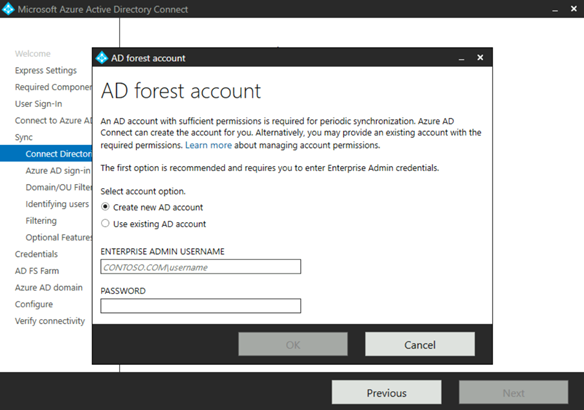 Microsoft Azure Active Directory Connect
Welcome
Express Settings
Required Componen
User Sign-In
Connect to Azure AD
Sync
Connect Directori
Azure AD sign-in
Domain/OU Filter
Identifying users
Filtering
Optional Features
Credentials
AD FS Farm
Azure AD domain
Configure
Verify connectivity
AD forest account
AD forest account
An AD account with sufficient permissions is required for periodic synchronization. Azure AD
Connect can create the account for you. Alternatively, you may provide an existing account with the
required permissions. Learn more about managing account permissions.
The first option is recommended and requires you to enter Enterprise Admin credentials.
Select account option.
Create new AD account
Use existing AD account
ENTERPRISE ADMIN USERNAME
CONTOSO.COM\username
PASSWORD
OK
Cancel
Previous
Next